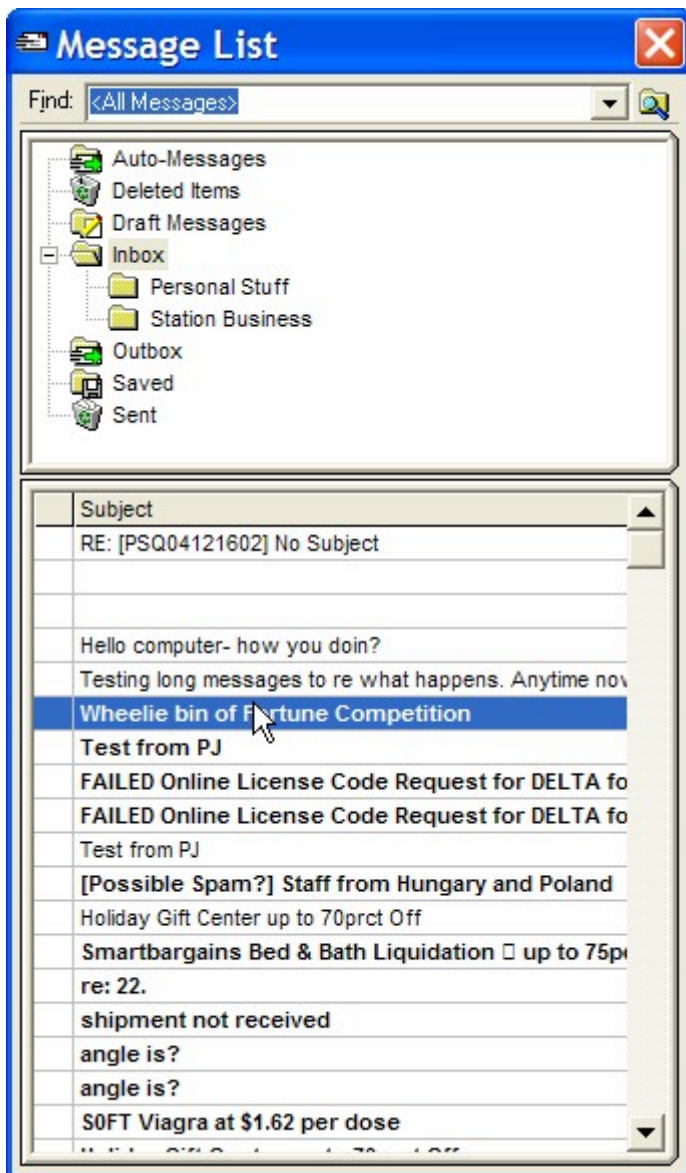 Message List
Find: <All Messages>
Auto-Messages
Deleted Items
Draft Messages
Inbox
Personal Stuff
Station Business
Outbox
Saved
Sent
Subject
RE: [PSQ04121602] No Subject
Hello computer- how you doin?
Testing long messages to re what happens. Anytime nov
Wheelie bin of Fortune Competition
Test from PJ
FAILED Online License Code Request for DELTA fo
FAILED Online License Code Request for DELTA fo
Test from PJ
[Possible Spam?] Staff from Hungary and Poland
Holiday Gift Center up to 70prct Off
Smartbargains Bed & Bath Liquidation □ up to 75p
re: 22.
shipment not received
angle is?
angle is?
S0FT Viagra at $1.62 per dose